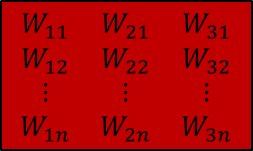 W₁₁ W₂₁ W₃₁
W₁₂ W₂₂ W₃₂
⋮ ⋮ ⋮
W₁ₙ W₂ₙ W₃ₙ